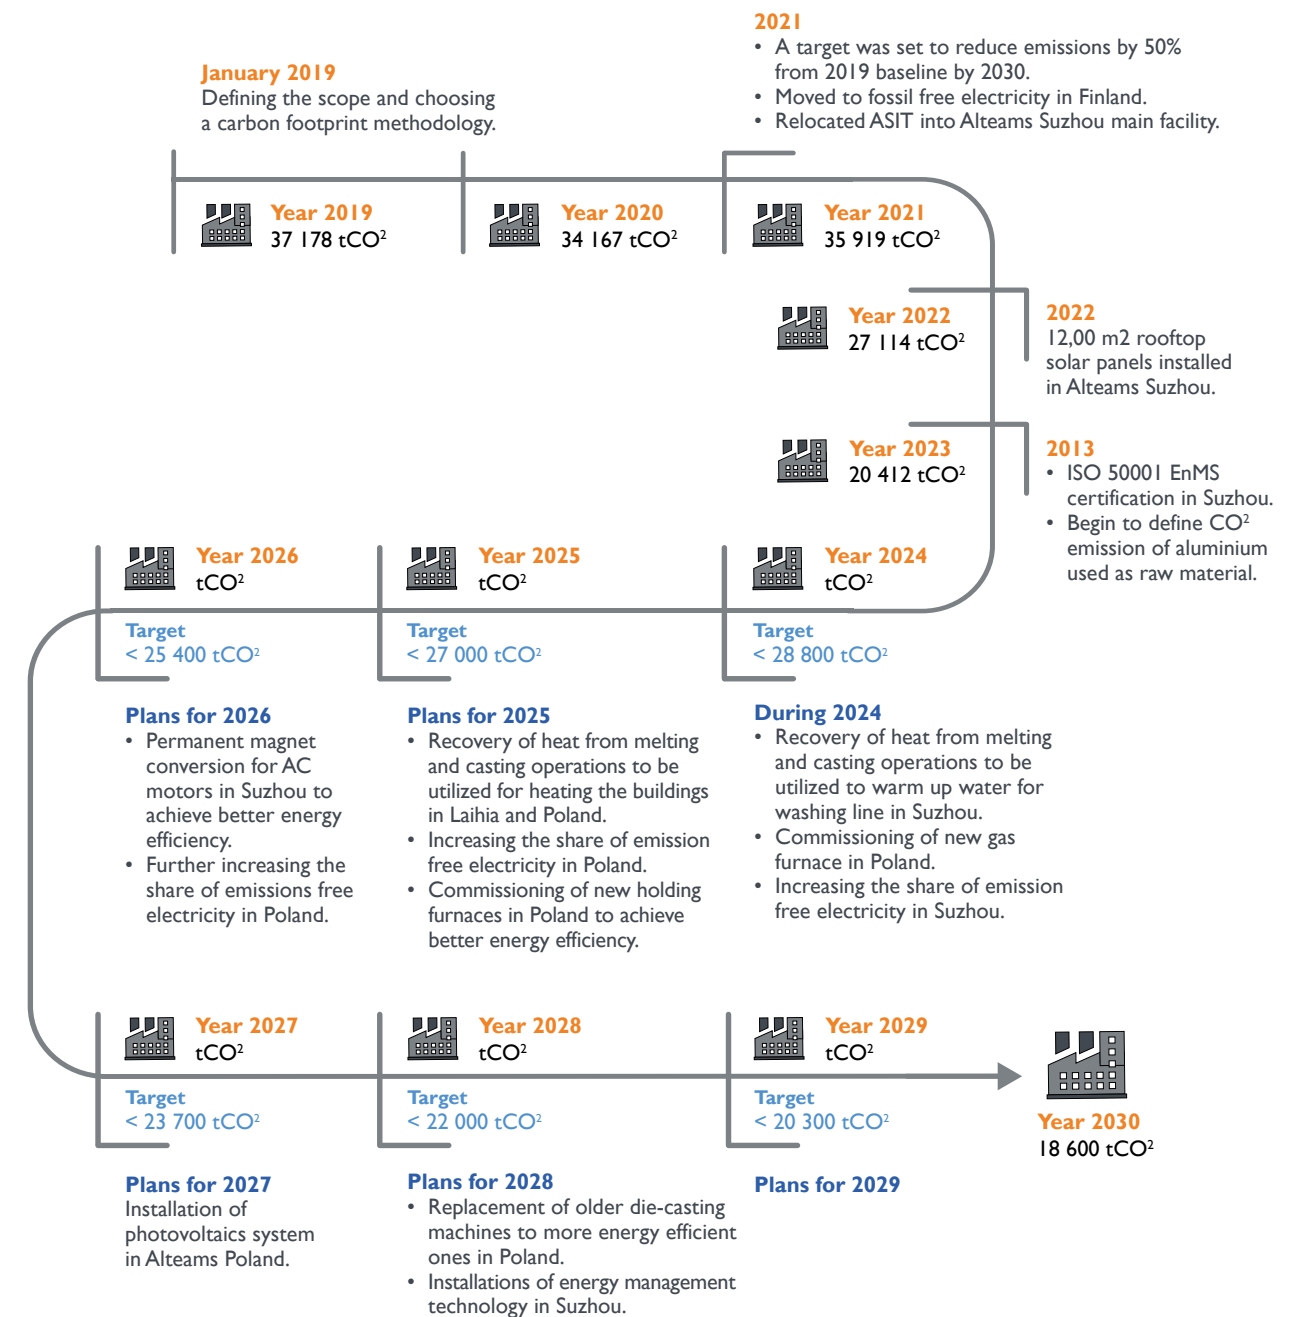 January 2019
Defining the scope and choosing
a carbon footprint methodology.
2021
• A target was set to reduce emissions by 50%
from 2019 baseline by 2030.
• Moved to fossil free electricity in Finland.
• Relocated ASIT into Alteams Suzhou main facility.
Year 2019
37 178 tCO²
Year 2020
34 167 tCO²
Year 2021
35 919 tCO²
Year 2022
27 114 tCO²
2022
12,00 m2 rooftop
solar panels installed
in Alteams Suzhou.
Year 2023
20 412 tCO²
2013
• ISO 50001 EnMS
certification in Suzhou.
• Begin to define CO²
emission of aluminium
used as raw material.
Year 2026
tCO²
Target
< 25 400 tCO²
Plans for 2026
• Permanent magnet
conversion for AC
motors in Suzhou to
achieve better energy
efficiency.
• Further increasing the
share of emissions free
electricity in Poland.
Year 2025
tCO²
Target
< 27 000 tCO²
Plans for 2025
• Recovery of heat from melting
and casting operations to be
utilized for heating the buildings
in Laihia and Poland.
• Increasing the share of emission
free electricity in Poland.
• Commissioning of new holding
furnaces in Poland to achieve
better energy efficiency.
Year 2024
tCO²
Target
< 28 800 tCO²
During 2024
• Recovery of heat from melting
and casting operations to be
utilized to warm up water for
washing line in Suzhou.
• Commissioning of new gas
furnace in Poland.
• Increasing the share of emission
free electricity in Suzhou.
Year 2027
tCO²
Target
< 23 700 tCO²
Plans for 2027
Installation of
photovoltaics system
in Alteams Poland.
Year 2028
tCO²
Target
< 22 000 tCO²
Plans for 2028
• Replacement of older die-casting
machines to more energy efficient
ones in Poland.
• Installations of energy management
technology in Suzhou.
Year 2029
tCO²
Target
< 20 300 tCO²
Plans for 2029
Year 2030
18 600 tCO²